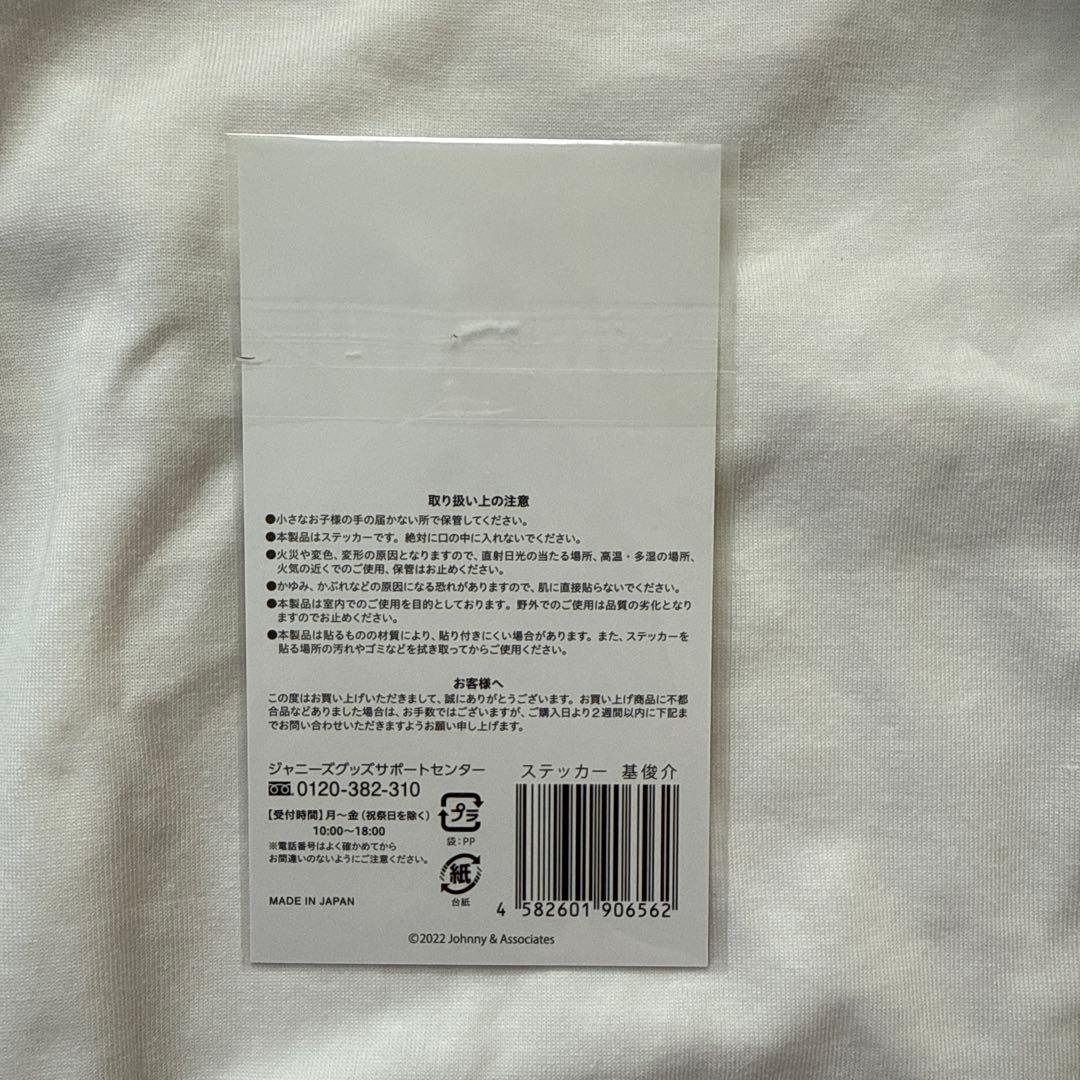 取り扱い上の注意
●小さなお子様の手の届かない所で保管してください。
●本製品はステッカーです。絶対に口の中に入れないでください。
●火災や変色、変形の原因となりますので、直射日光の当たる場所、高温・多湿の場所、
火気の近くでのご使用、保管はお止めください。
●かゆみ、かぶれなどの原因になる恐れがありますので、肌に直接貼らないでください。
●本製品は室内でのご使用を目的としております。野外でのご使用は品質の劣化となり
ますのでお止めください。
●本製品は貼るものの材質により、貼り付きにくい場合があります。また、ステッカーを
貼る場所の汚れやゴミなどを拭き取ってからご使用ください。
お客様へ
この度はお買い上げいただきまして、誠にありがとうございます。お買い上げ商品に不都
合品などありました場合は、お手数ではございますが、ご購入日より2週間以内に下記ま
でお問い合わせいただきますようお願い申し上げます。
ジャニーズグッズサポートセンター
0120-382-310
【受付時間】月〜金（祝祭日を除く）
10:00〜18:00
※電話番号はよく確かめてから
お間違いのないようにご注意ください。
MADE IN JAPAN
プラ
袋：PP
紙
台紙
ステッカー 基俊介
4 582601 906562
©2022 Johnny & Associates